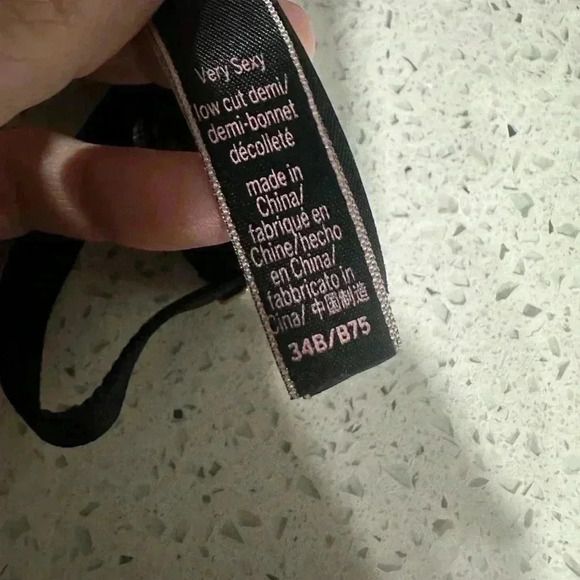 Very Sexy
low cut demi/
demi-bonnet
décolleté
made in
China/
fabriqué en
Chine/hecho
en China/
fabbricato in
Cina/ 中国制造
34B/B75